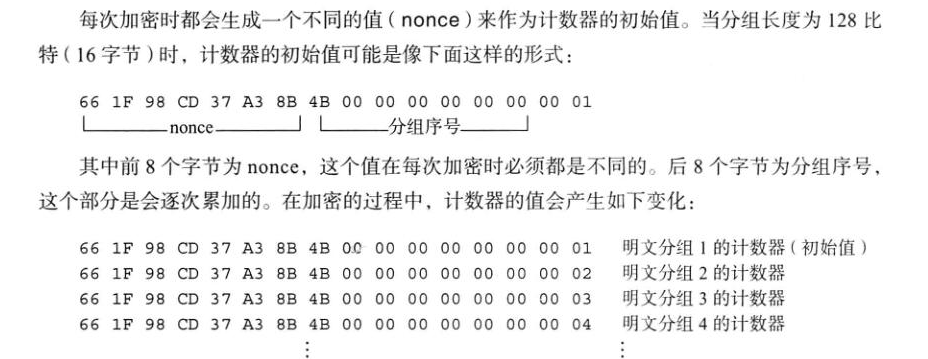 每次加密时都会生成一个不同的值(nonce)来作为计数器的初始值。当分组长度为 128 比
特(16 字节)时，计数器的初始值可能是像下面这样的形式：
66 1F 98 CD 37 A3 8B 4B 00 00 00 00 00 00 00 01
nonce 分组序号
其中前 8 个字节为 nonce，这个值在每次加密时必须都是不同的。后 8 个字节为分组序号，
这个部分是会逐次累加的。在加密的过程中，计数器的值会产生如下变化：
66 1F 98 CD 37 A3 8B 4B 00 00 00 00 00 00 00 01 明文分组 1 的计数器(初始值)
66 1F 98 CD 37 A3 8B 4B 00 00 00 00 00 00 00 02 明文分组 2 的计数器
66 1F 98 CD 37 A3 8B 4B 00 00 00 00 00 00 00 03 明文分组 3 的计数器
66 1F 98 CD 37 A3 8B 4B 00 00 00 00 00 00 00 04 明文分组 4 的计数器
⋮ ⋮